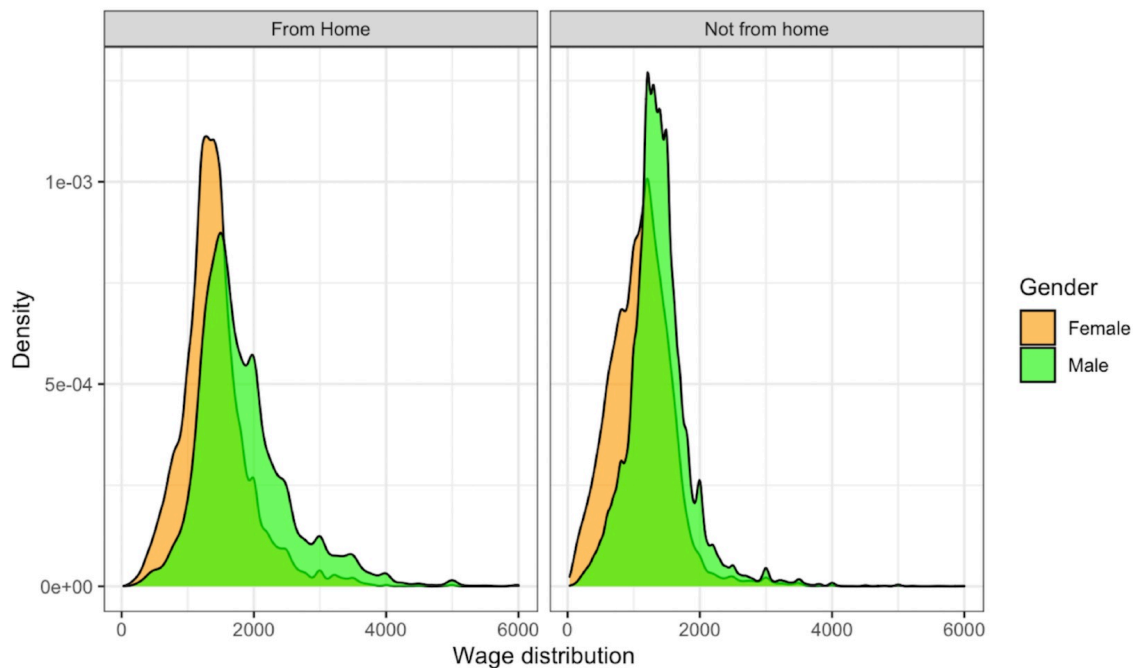 From Home
Not from home
1e-03
5e-04
0e+00
Density
0 2000 4000 6000
0 2000 4000 6000
Wage distribution
Gender
Female
Male